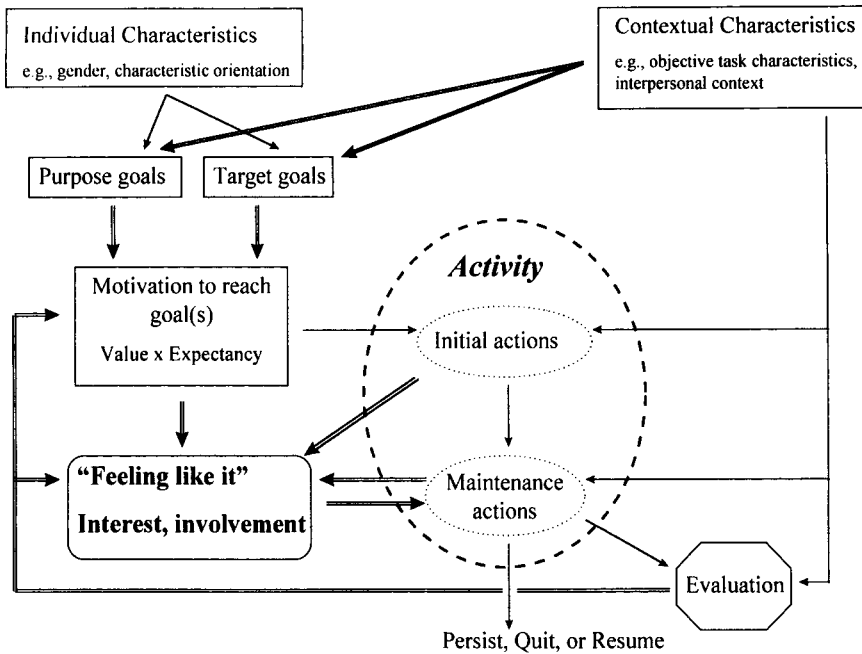 Individual Characteristics
e.g., gender, characteristic orientation
Contextual Characteristics
e.g., objective task characteristics,
interpersonal context
Purpose goals
Target goals
Activity
Motivation to reach
goal(s)
Value x Expectancy
Initial actions
“Feeling like it”
Interest, involvement
Maintenance
actions
Evaluation
Persist, Quit, or Resume